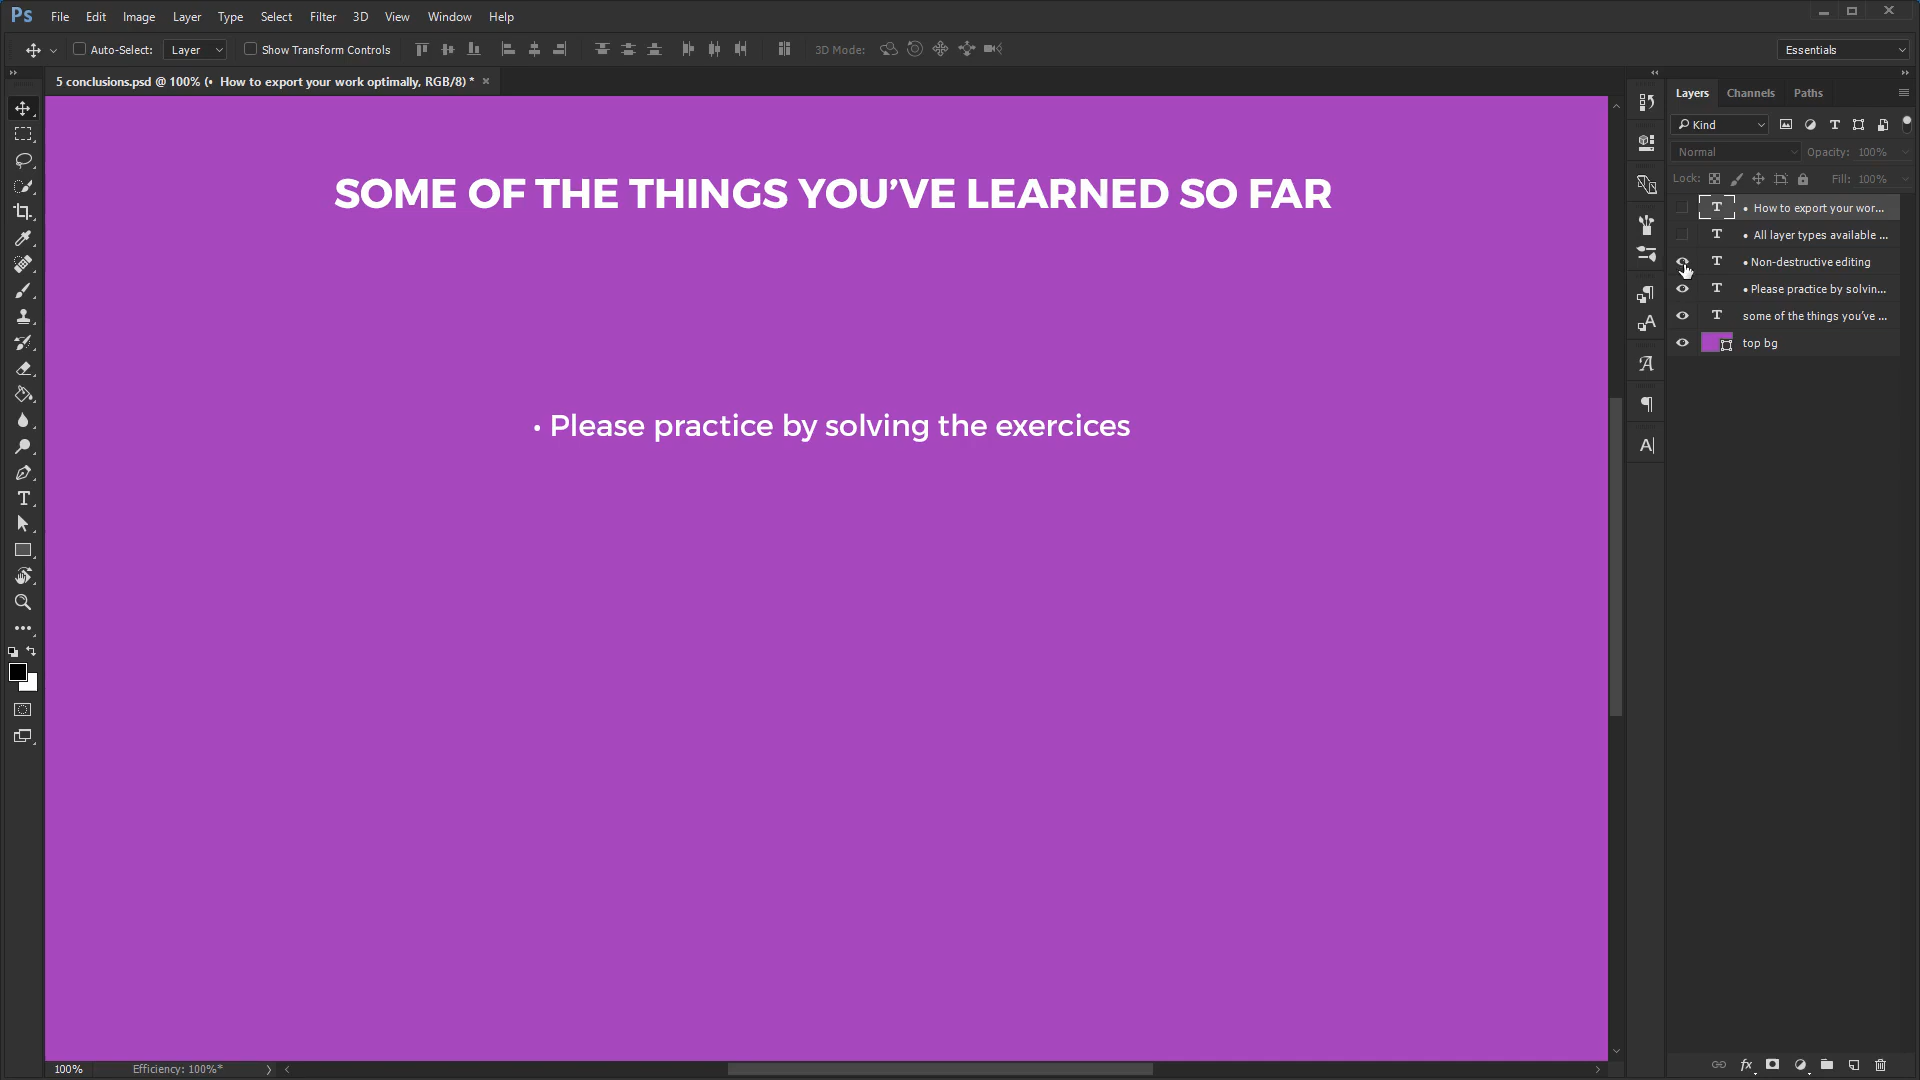 Ps File Edit Image Layer Type Select Filter 3D View Window Help
Auto-Select: Layer Show Transform Controls 3D Mode: Essentials
5 conclusions.psd @ 100% (• How to export your work optimally, RGB/8) *
Layers Channels Paths
Kind
Normal Opacity: 100%
Lock: Fill: 100%
• How to export your wor...
• All layer types available ...
• Non-destructive editing
• Please practice by solvin...
some of the things you've ...
top bg
SOME OF THE THINGS YOU’VE LEARNED SO FAR
• Please practice by solving the exercices
100% Efficiency: 100%*